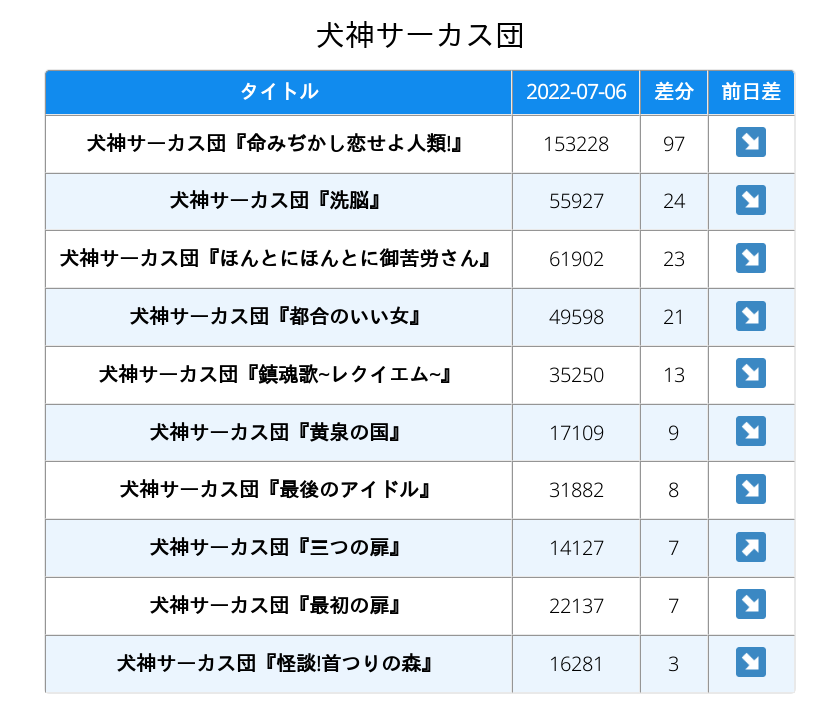 犬神サーカス団
タイトル 2022-07-06 差分 前日差
犬神サーカス団『命みぢかし恋せよ人類!』 153228 97 ↘
犬神サーカス団『洗脳』 55927 24 ↘
犬神サーカス団『ほんとにほんとに御苦労さん』 61902 23 ↘
犬神サーカス団『都合のいい女』 49598 21 ↘
犬神サーカス団『鎮魂歌~レクイエム~』 35250 13 ↘
犬神サーカス団『黄泉の国』 17109 9 ↘
犬神サーカス団『最後のアイドル』 31882 8 ↘
犬神サーカス団『三つの扉』 14127 7 ↗
犬神サーカス団『最初の扉』 22137 7 ↘
犬神サーカス団『怪談!首つりの森』 16281 3 ↘